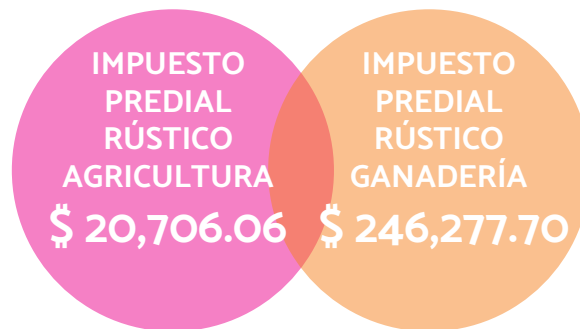 IMPUESTO
PREDIAL
RÚSTICO
AGRICULTURA
$ 20,706.06
IMPUESTO
PREDIAL
RÚSTICO
GANADERÍA
$ 246,277.70